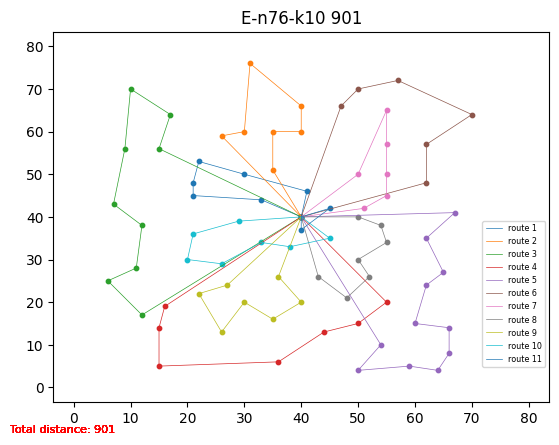 E-n76-k10 901
80
70
60
50
40
30
20
10
0
route 1
route 2
route 3
route 4
route 5
route 6
route 7
route 8
route 9
route 10
route 11
0 10 20 30 40 50 60 70 80
Total distance: 901